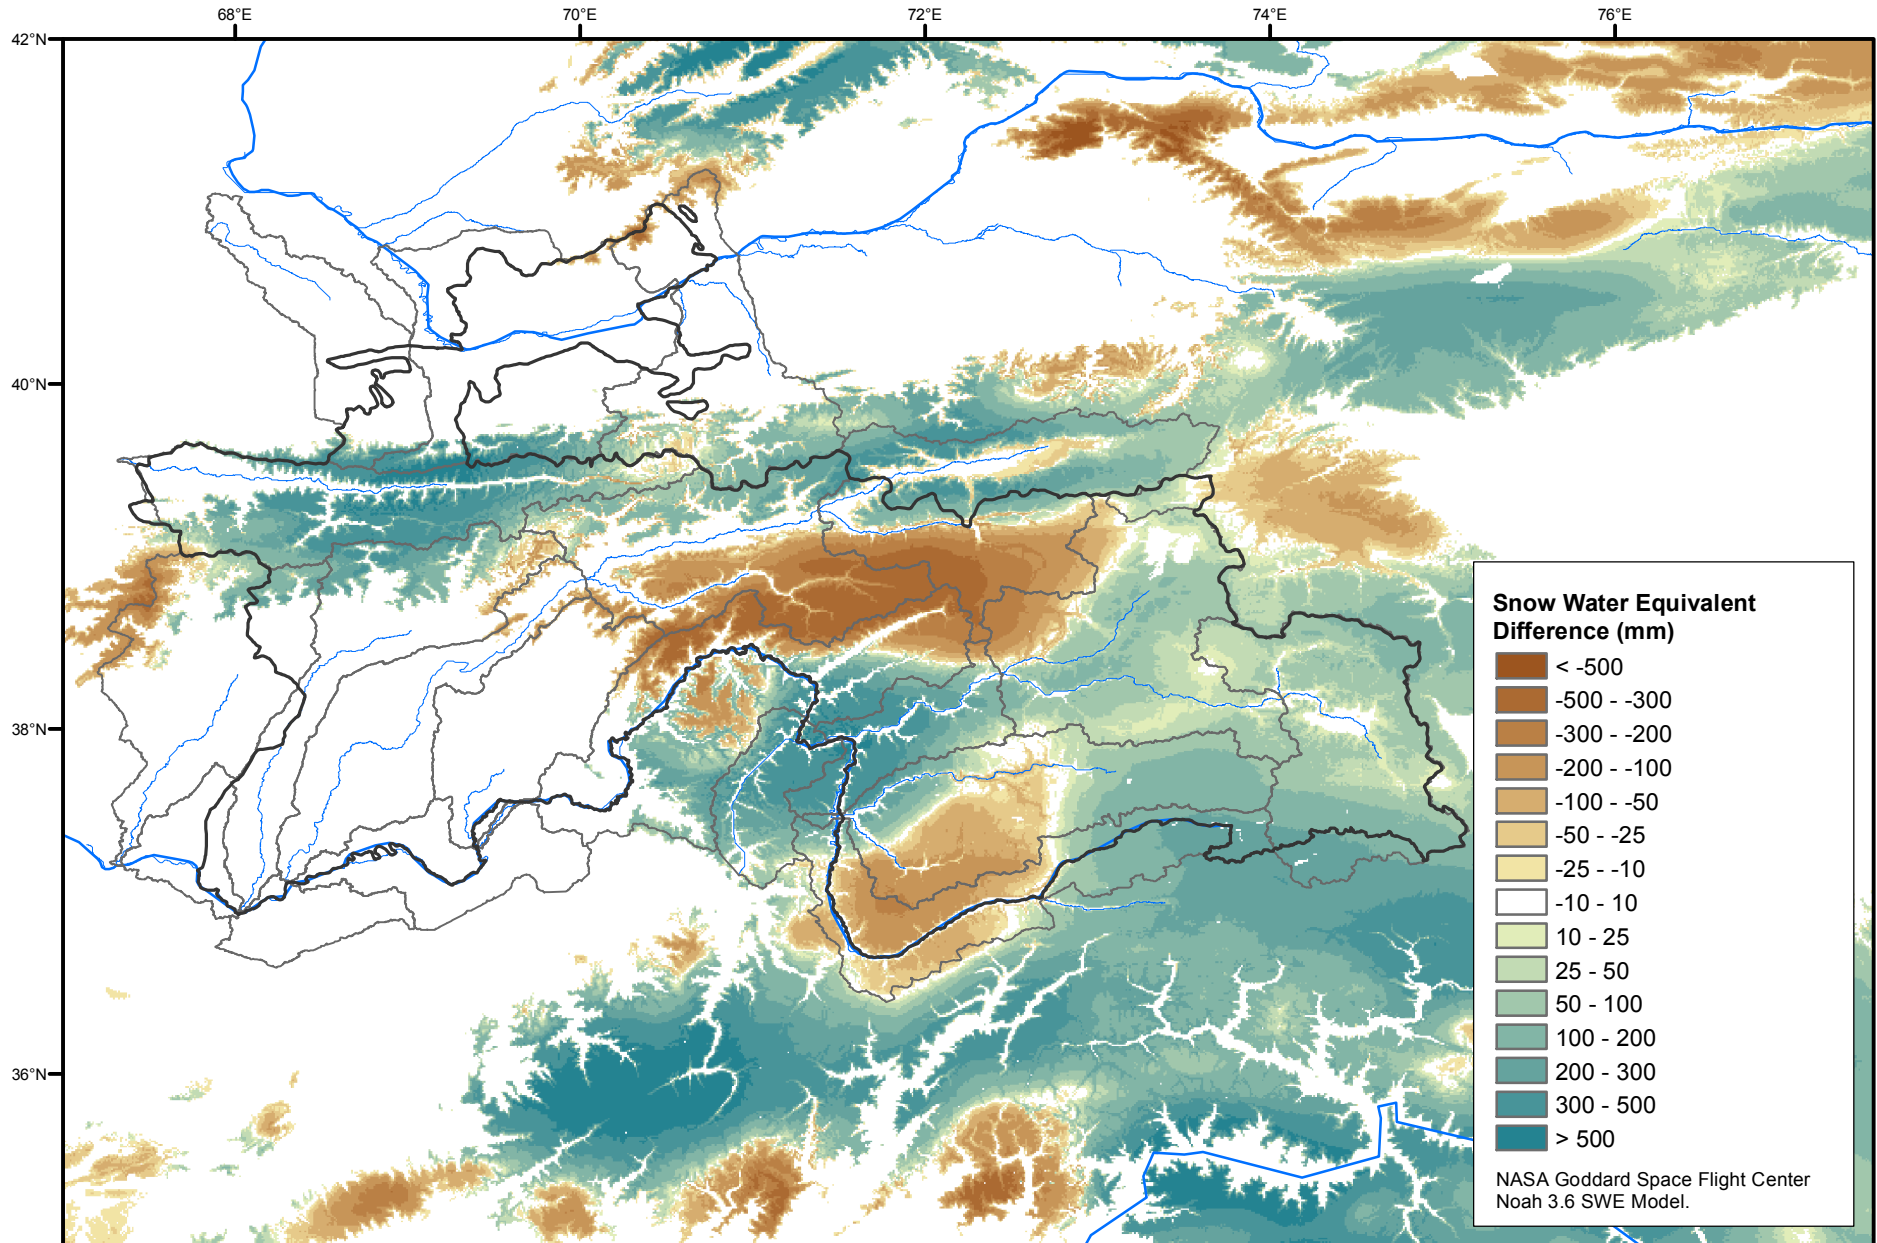 68°E 70°E 72°E 74°E 76°E
42°N
40°N
38°N
36°N
Snow Water Equivalent
Difference (mm)
< -500
-500 - -300
-300 - -200
-200 - -100
-100 - -50
-50 - -25
-25 - -10
-10 - 10
10 - 25
25 - 50
50 - 100
100 - 200
200 - 300
300 - 500
> 500
NASA Goddard Space Flight Center
Noah 3.6 SWE Model.